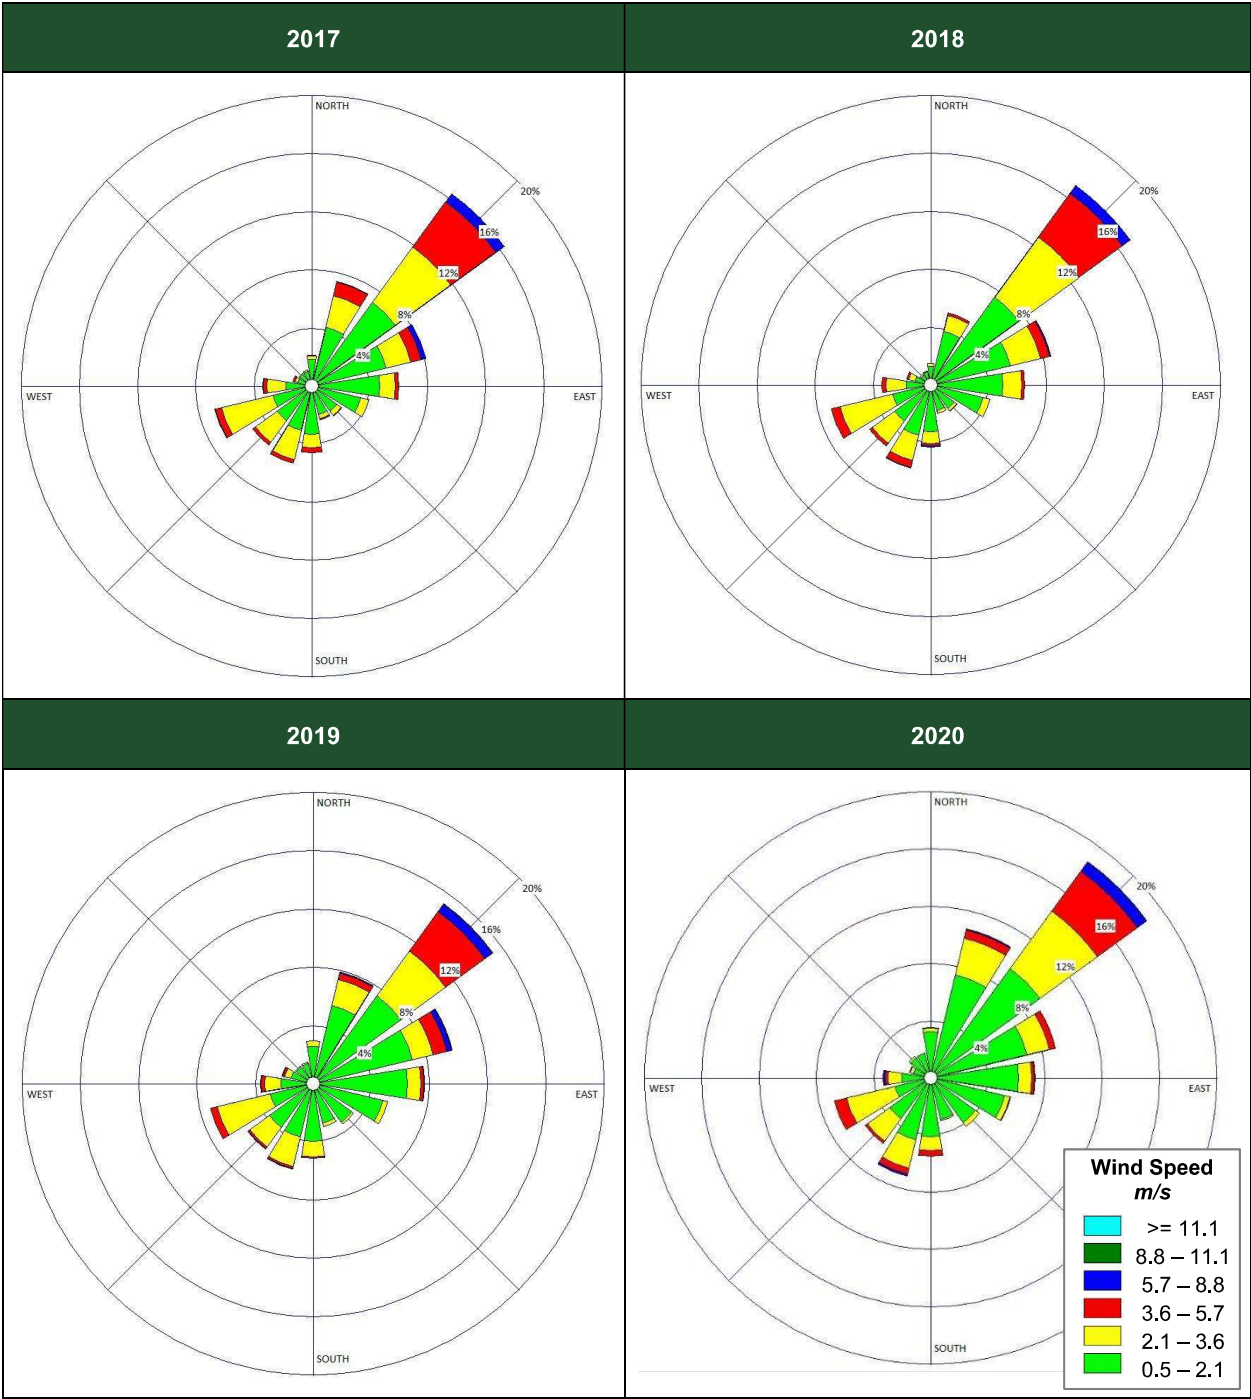 2017
2018
NORTH
20%
16%
12%
8%
4%
WEST
EAST
SOUTH
NORTH
20%
16%
12%
8%
4%
WEST
EAST
SOUTH
2019
2020
NORTH
20%
16%
12%
8%
4%
WEST
EAST
SOUTH
NORTH
20%
16%
12%
8%
4%
WEST
EAST
SOUTH
Wind Speed
m/s
>= 11.1
8.8 – 11.1
5.7 – 8.8
3.6 – 5.7
2.1 – 3.6
0.5 – 2.1